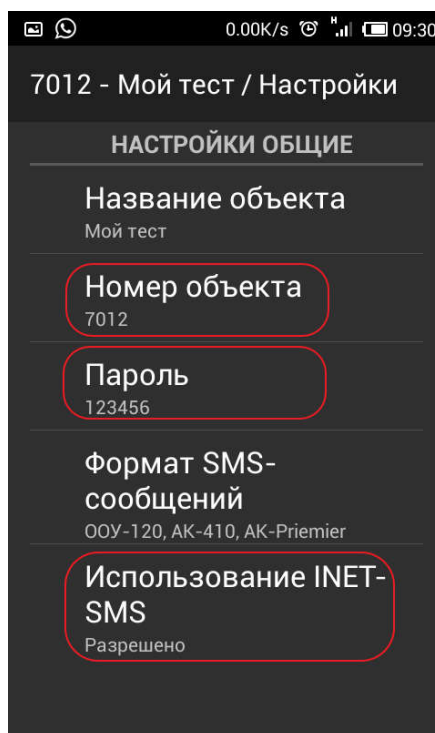 0.00K/s H 09:30
7012 - Мой тест / Настройки
НАСТРОЙКИ ОБЩИЕ
Название объекта
Мой тест
Номер объекта
7012
Пароль
123456
Формат SMS-
сообщений
ООУ-120, АК-410, AK-Priemier
Использование INET-
SMS
Разрешено